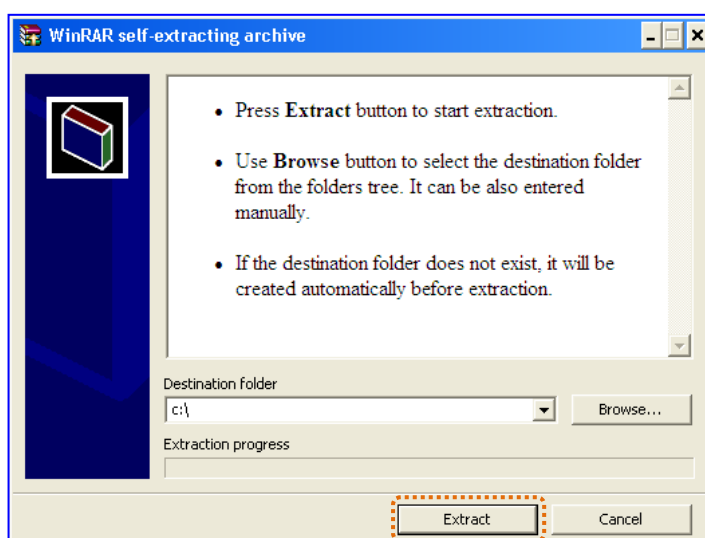 WinRAR self-extracting archive
• Press Extract button to start extraction.
• Use Browse button to select the destination folder
from the folders tree. It can be also entered
manually.
• If the destination folder does not exist, it will be
created automatically before extraction.
Destination folder
c:\
Browse...
Extraction progress
Extract Cancel